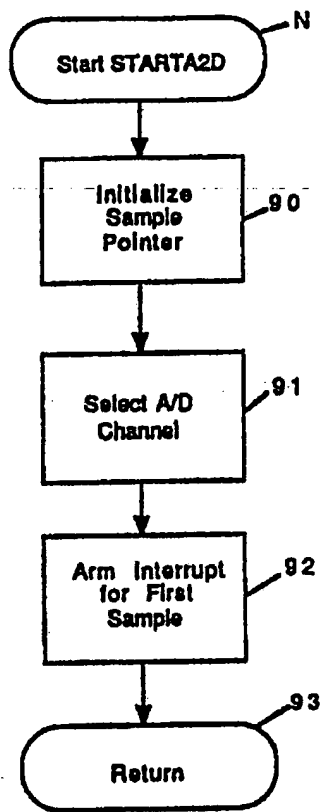 N
Start STARTA2D
Initialize
Sample
Pointer
90
Select A/D
Channel
91
Arm Interrupt
for First
Sample
92
93
Return